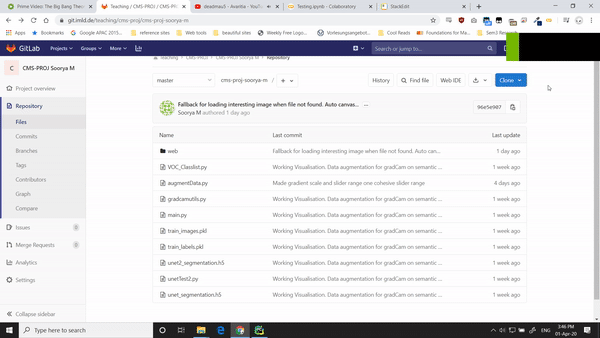 Prime Video: The Big Bang The
Teaching / CMS-PROJ / CMS-PR
deadmau5 - Avaritia - YouTu
Testing.ipynb - Colaboratory
StackEdit
git.imld.de/teaching/cms-proj/cms-proj-soorya-m
Apps
Bookmarks
Google APAC 2015...
reference sites
Web tools
Weekly Free Logic...
Vorlesungsangebot...
Cool Reads
Foundations for Ma...
Sem3 Research
GitLab
Projects
Groups
More
Search or jump to...
C
CMS-PROJ Soorya M
Teaching
CMS-PROJ
CMS-PROJ Soorya M
Repository
master
cms-proj-soorya-m /
+
History
Find file
Web IDE
Clone
Project overview
Repository
Files
Commits
Branches
Tags
Contributors
Graph
Compare
Issues
0
Merge Requests
0
Analytics
Settings
Collapse sidebar
Fallback for loading interesting image when file not found. Auto canvas...
Soorya M authored 1 day ago
96e5e907
Name
Last commit
Last update
web
Fallback for loading interesting image when file not found. Auto can...
1 day ago
VOC_Classlist.py
Working Visualisation. Data augmentation for gradCam on semantic ...
1 week ago
augmentData.py
Made gradient scale and slider range one cohesive slider range
4 days ago
gradcamutils.py
Working Visualisation. Data augmentation for gradCam on semantic ...
1 week ago
main.py
Working Visualisation. Data augmentation for gradCam on semantic ...
1 week ago
train_images.pkl
Working Visualisation. Data augmentation for gradCam on semantic ...
1 week ago
train_labels.pkl
Working Visualisation. Data augmentation for gradCam on semantic ...
1 week ago
unet2_segmentation.h5
Working Visualisation. Data augmentation for gradCam on semantic ...
1 week ago
unetTest2.py
Working Visualisation. Data augmentation for gradCam on semantic ...
1 week ago
unet_segmentation.h5
Working Visualisation. Data augmentation for gradCam on semantic ...
1 week ago
Type here to search
ENG
3:46 PM
01-Apr-20